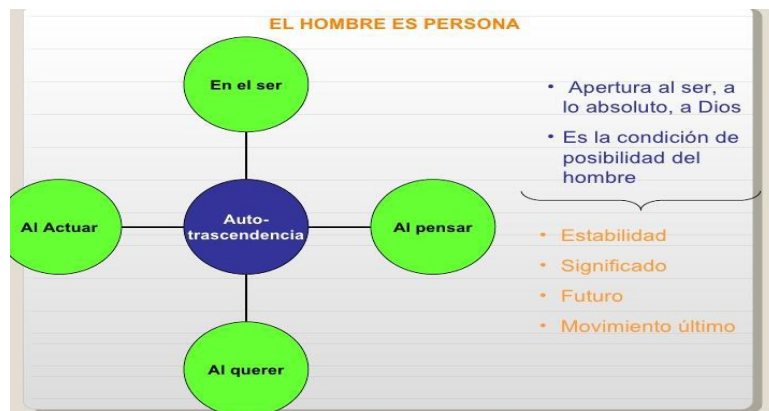 EL HOMBRE ES PERSONA
En el ser
Al Actuar
Auto-
trascendencia
Al pensar
Al querer
• Apertura al ser, a
lo absoluto, a Dios
• Es la condición de
posibilidad del
hombre
• Estabilidad
• Significado
• Futuro
• Movimiento último